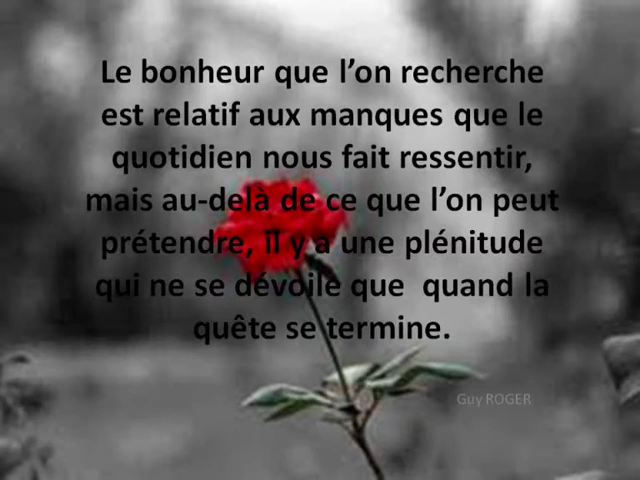 Le bonheur que l’on recherche
est relatif aux manques que le
quotidien nous fait ressentir,
mais au-delà de ce que l’on peut
prétendre, il y a une plénitude
qui ne se dévoile que  quand la
quête se termine.
Guy ROGER